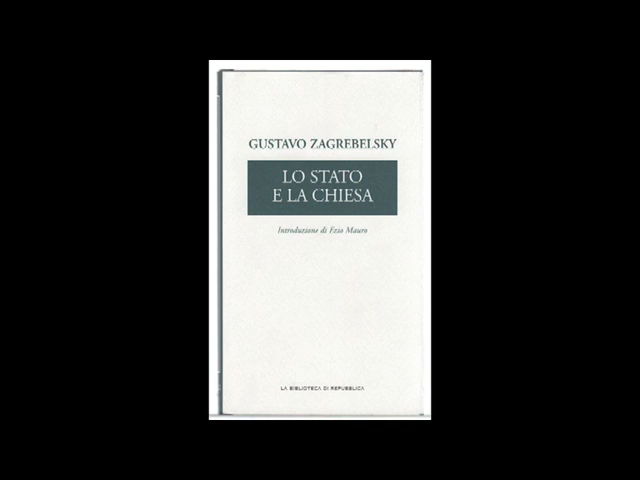 GUSTAVO ZAGREBELSKY
LO STATO
E LA CHIESA
Introduzione di Ezio Mauro
LA BIBLIOTECA DI REPUBBLICA